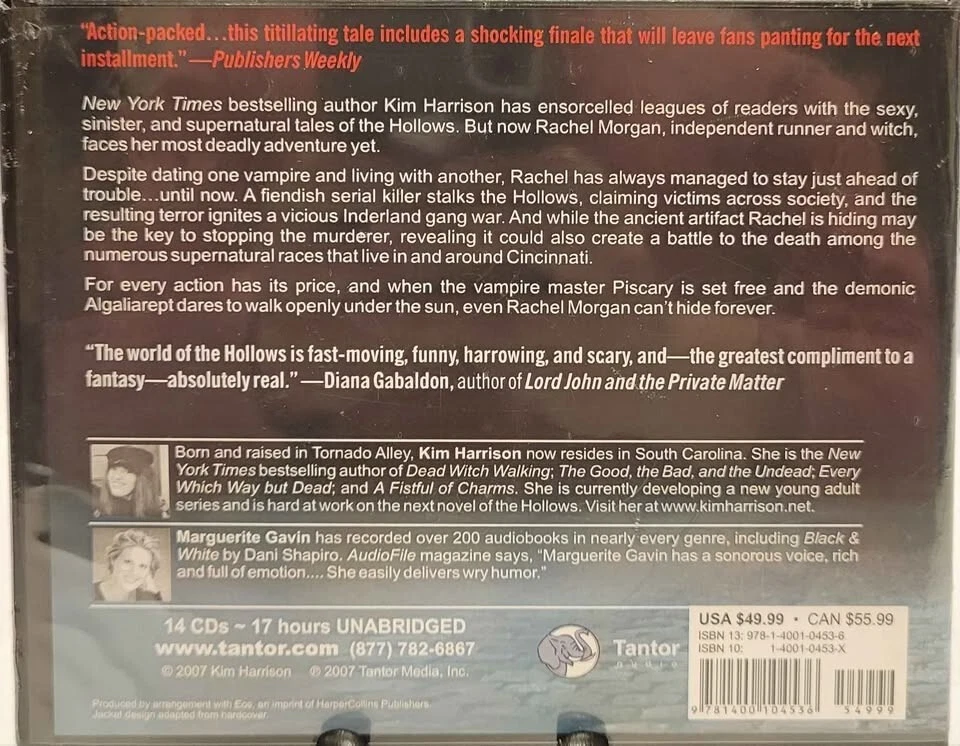 "Action-packed...this titillating tale includes a shocking finale that will leave fans panting for the next
installment."—Publishers Weekly
New York Times bestselling author Kim Harrison has ensorcelled leagues of readers with the sexy,
sinister, and supernatural tales of the Hollows. But now Rachel Morgan, independent runner and witch,
faces her most deadly adventure yet.
Despite dating one vampire and living with another, Rachel has always managed to stay just ahead of
trouble...until now. A fiendish serial killer stalks the Hollows, claiming victims across society, and the
resulting terror ignites a vicious Inderland gang war. And while the ancient artifact Rachel is hiding may
be the key to stopping the murderer, revealing it could also create a battle to the death among the
numerous supernatural races that live in and around Cincinnati.
For every action has its price, and when the vampire master Piscary is set free and the demonic
Algaliarept dares to walk openly under the sun, even Rachel Morgan can't hide forever.
"The world of the Hollows is fast-moving, funny, harrowing, and scary, and—the greatest compliment to a
fantasy—absolutely real."—Diana Gabaldon, author of Lord John and the Private Matter
Born and raised in Tornado Alley, Kim Harrison now resides in South Carolina. She is the New
York Times bestselling author of Dead Witch Walking; The Good, the Bad, and the Undead; Every
Which Way but Dead; and A Fistful of Charms. She is currently developing a new young adult
series and is hard at work on the next novel of the Hollows. Visit her at www.kimharrison.net.
Marguerite Gavin has recorded over 200 audiobooks in nearly every genre, including Black &
White by Dani Shapiro. AudioFile magazine says, "Marguerite Gavin has a sonorous voice, rich
and full of emotion.... She easily delivers wry humor."
14 CDs ~ 17 hours UNABRIDGED
www.tantor.com (877) 782-6867
© 2007 Kim Harrison ℗ 2007 Tantor Media, Inc.
Produced by arrangement with Eos, an imprint of HarperCollins Publishers.
Jacket design adapted from hardcover.
Tantor
audio
USA $49.99 · CAN $55.99
ISBN 13: 978-1-4001-0453-6
ISBN 10: 1-4001-0453-X
9 781400 104536
54999